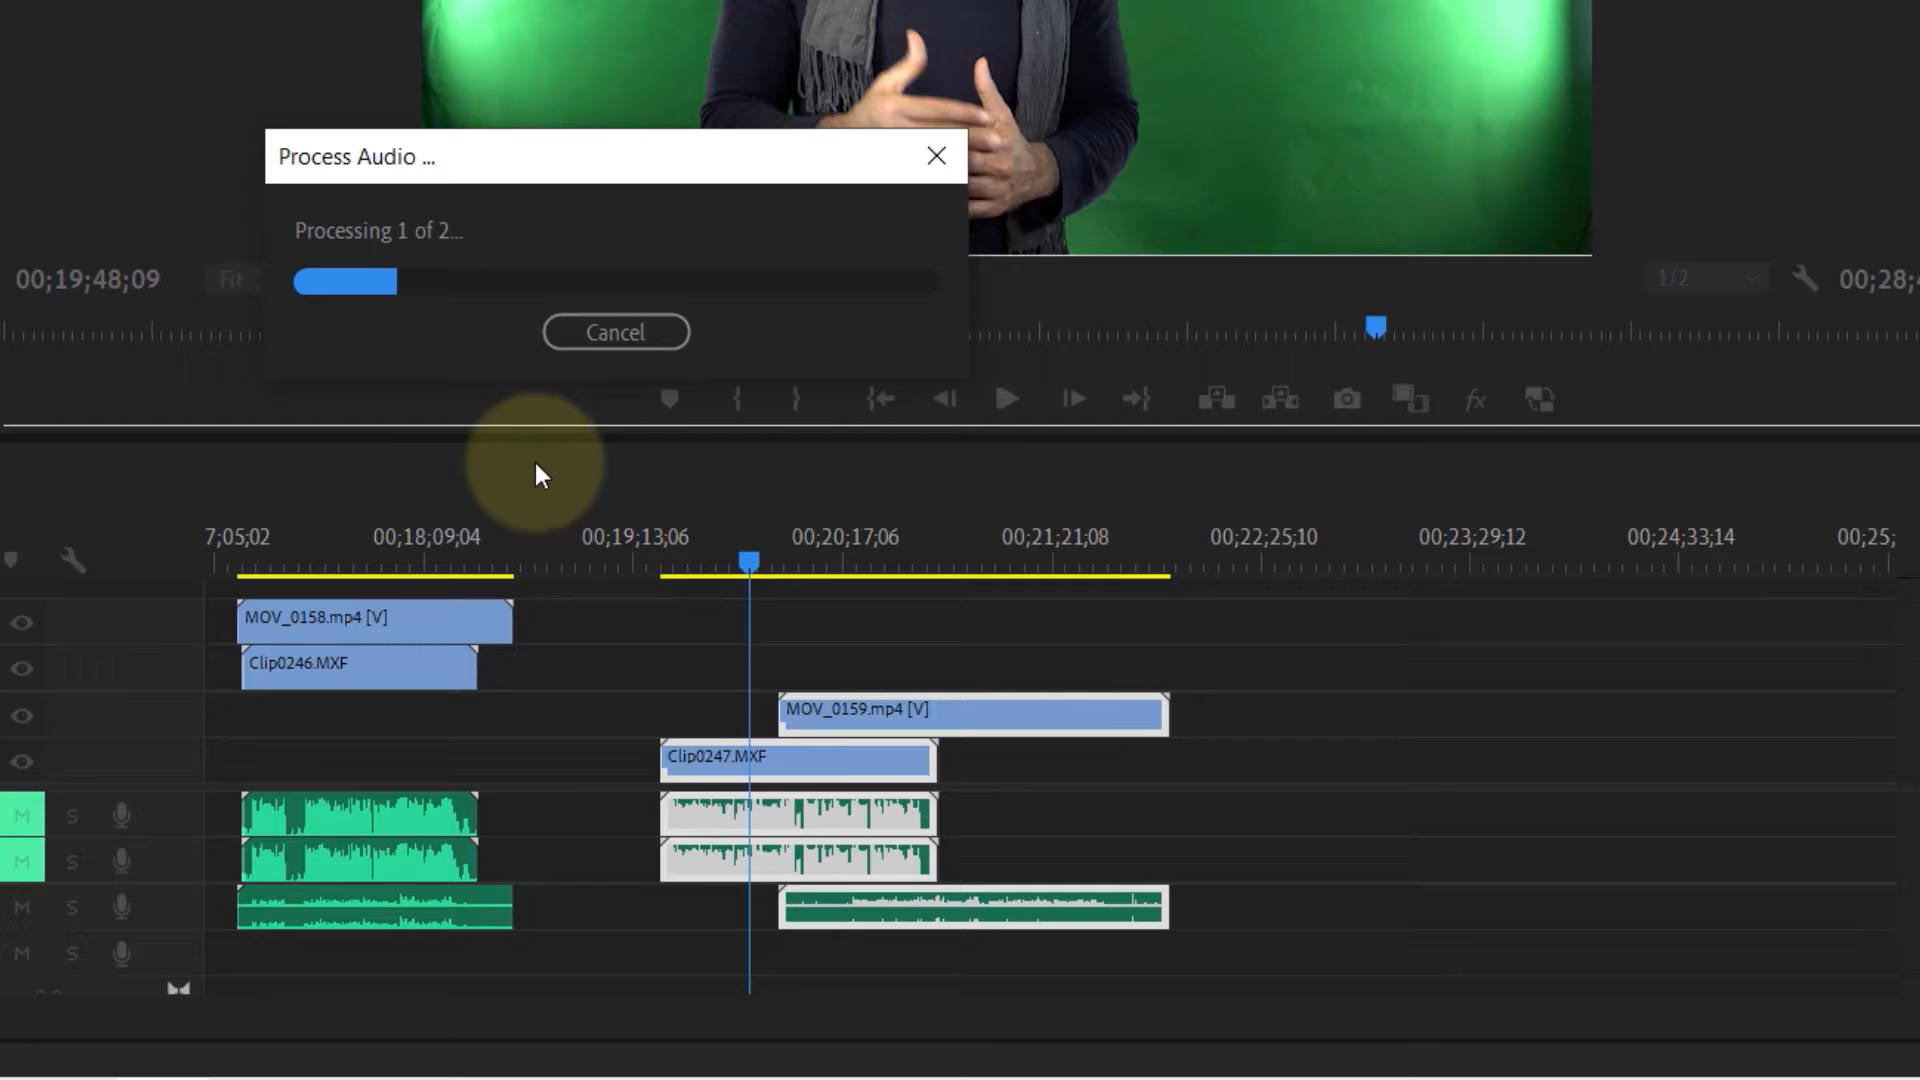 Process Audio ...
Processing 1 of 2...
00;19;48;09
Fit
1/2
00;28;4
Cancel
fx
7;05;02
00;18;09;04
00;19;13;06
00;20;17;06
00;21;21;08
00;22;25;10
00;23;29;12
00;24;33;14
00;25;
MOV_0158.mp4 [V]
Clip0246.MXF
MOV_0159.mp4 [V]
Clip0247.MXF
M S
M S
M S
M S